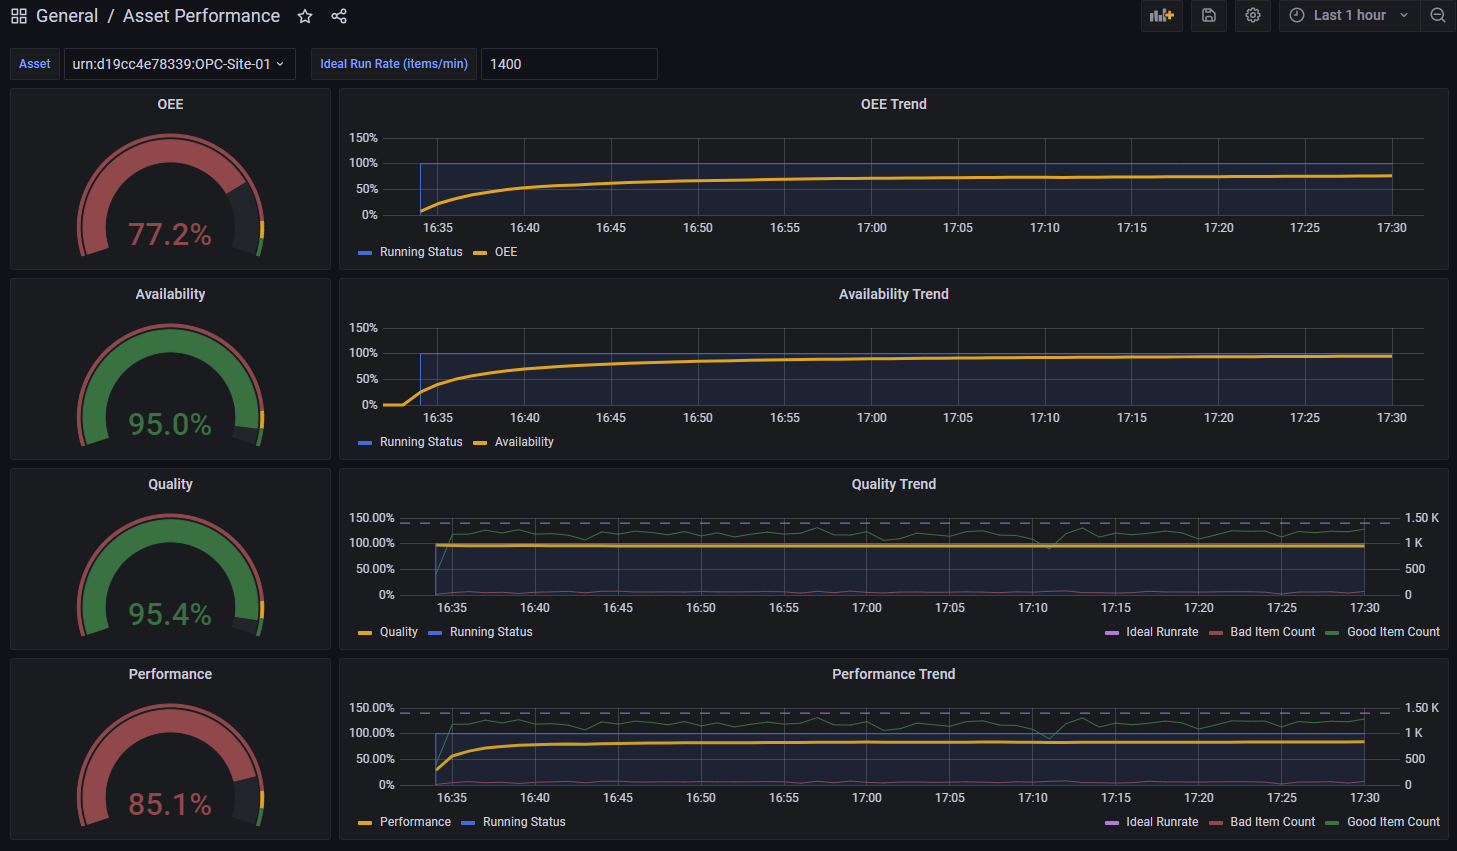 General / Asset Performance
Last 1 hour
Asset urn:d19cc4e78339:OPC-Site-01 Ideal Run Rate (items/min) 1400
OEE
77.2%
OEE Trend
150%
100%
50%
0%
16:35 16:40 16:45 16:50 16:55 17:00 17:05 17:10 17:15 17:20 17:25 17:30
Running Status OEE
Availability
95.0%
Availability Trend
150%
100%
50%
0%
16:35 16:40 16:45 16:50 16:55 17:00 17:05 17:10 17:15 17:20 17:25 17:30
Running Status Availability
Quality
95.4%
Quality Trend
150.00% 1.50 K
100.00% 1 K
50.00% 500
0% 0
16:35 16:40 16:45 16:50 16:55 17:00 17:05 17:10 17:15 17:20 17:25 17:30
Quality Running Status Ideal Runrate Bad Item Count Good Item Count
Performance
85.1%
Performance Trend
150.00% 1.50 K
100.00% 1 K
50.00% 500
0% 0
16:35 16:40 16:45 16:50 16:55 17:00 17:05 17:10 17:15 17:20 17:25 17:30
Performance Running Status Ideal Runrate Bad Item Count Good Item Count